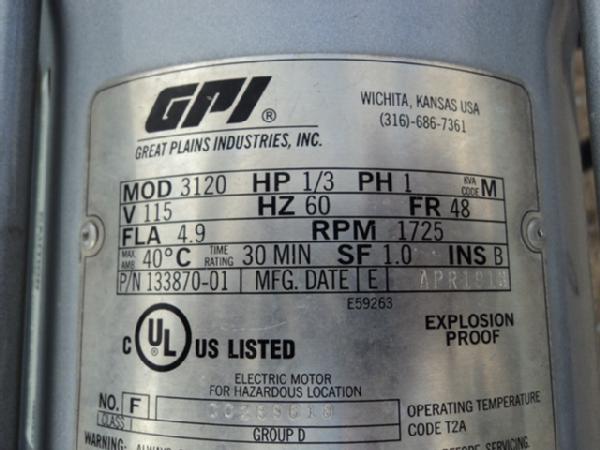 GPI ®
GREAT PLAINS INDUSTRIES, INC.
WICHITA, KANSAS USA
(316)-686-7361
MOD 3120 HP 1/3 PH 1 KVA CODE M
V 115 HZ 60 FR 48
FLA 4.9 RPM 1725
MAX. AMB 40°C TIME RATING 30 MIN SF 1.0 INS B
P/N 133870-01 MFG. DATE E
E59263
C UL US LISTED
EXPLOSION
PROOF
ELECTRIC MOTOR
FOR HAZARDOUS LOCATION
NO. F
CLASS GROUP D
OPERATING TEMPERATURE
CODE T2A
WARNING: BEFORE SERVICING.